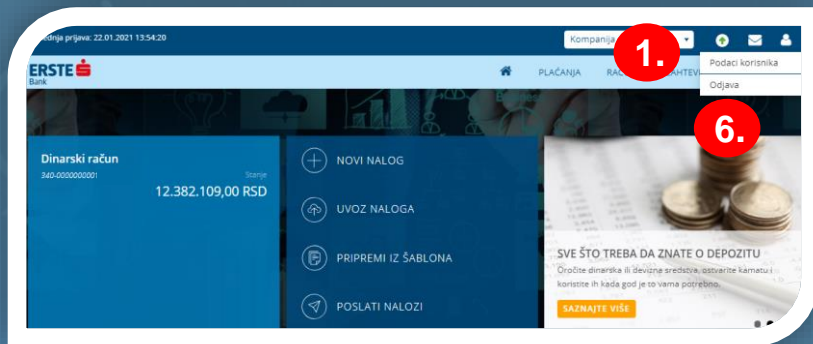 prijava: 22.01.2021 13:54:20
Kompanija
1.
Podaci korisnika
Odjava
ERSTE
Bank
PLAĆANJA
6.
Dinarski račun
340-0000000001
Stanje
12.382.109,00 RSD
NOVI NALOG
UVOZ NALOGA
PRIPREMI IZ ŠABLONA
POSLATI NALOZI
SVE ŠTO TREBA DA ZNATE O DEPOZITU
Oročite dinarska ili devizna sredstva, ostvarite kamatu i
koristite ih kada god je to vama potrebno.
SAZNAJTE VIŠE